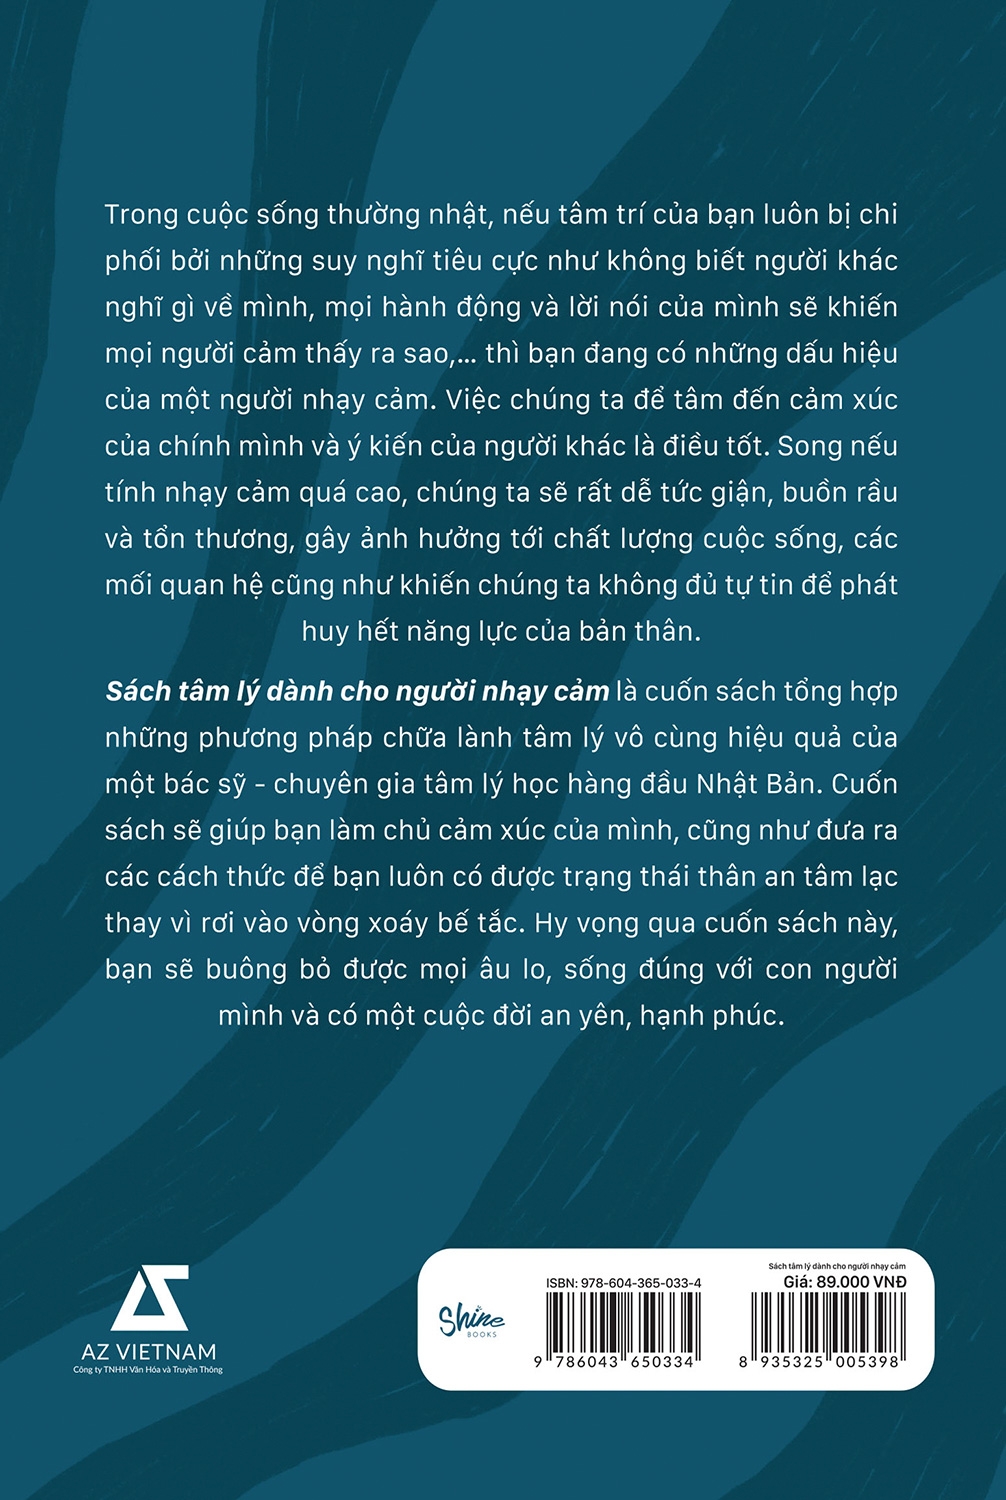 Trong cuộc sống thường nhật, nếu tâm trí của bạn luôn bị chi
phối bởi những suy nghĩ tiêu cực như không biết người khác
nghĩ gì về mình, mọi hành động và lời nói của mình sẽ khiến
mọi người cảm thấy ra sao,... thì bạn đang có những dấu hiệu
của một người nhạy cảm. Việc chúng ta để tâm đến cảm xúc
của chính mình và ý kiến của người khác là điều tốt. Song nếu
tính nhạy cảm quá cao, chúng ta sẽ rất dễ tức giận, buồn rầu
và tổn thương, gây ảnh hưởng tới chất lượng cuộc sống, các
mối quan hệ cũng như khiến chúng ta không đủ tự tin để phát
huy hết năng lực của bản thân.
Sách tâm lý dành cho người nhạy cảm là cuốn sách tổng hợp
những phương pháp chữa lành tâm lý vô cùng hiệu quả của
một bác sỹ - chuyên gia tâm lý học hàng đầu Nhật Bản. Cuốn
sách sẽ giúp bạn làm chủ cảm xúc của mình, cũng như đưa ra
các cách thức để bạn luôn có được trạng thái thân an tâm lạc
thay vì rơi vào vòng xoáy bế tắc. Hy vọng qua cuốn sách này,
bạn sẽ buông bỏ được mọi âu lo, sống đúng với con người
mình và có một cuộc đời an yên, hạnh phúc.
AZ VIETNAM
Công ty TNHH Văn Hóa và Truyền Thông
Shine
BOOKS
ISBN: 978-604-365-033-4
9 786043 650334
Sách tâm lý dành cho người nhạy cảm
Giá: 89.000 VNĐ
8 935325 005398